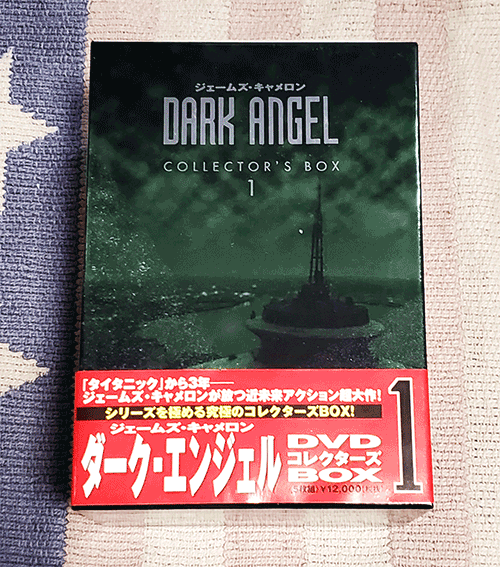 ジェームズ・キャメロン
DARK ANGEL
COLLECTOR'S BOX
1
「タイタニック」から3年――
ジェームズ・キャメロンが放つ近未来アクション超大作!
シリーズを極める究極のコレクターズBOX!
ジェームズ・キャメロン
ダーク・エンジェル
DVD
コレクターズ
BOX
1
¥12,000